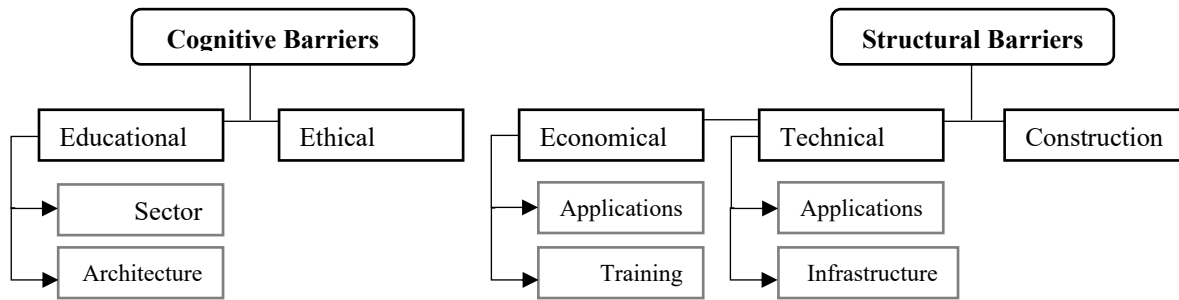 Cognitive Barriers
Structural Barriers
Educational
Ethical
Economical
Technical
Construction
Sector
Applications
Applications
Architecture
Training
Infrastructure